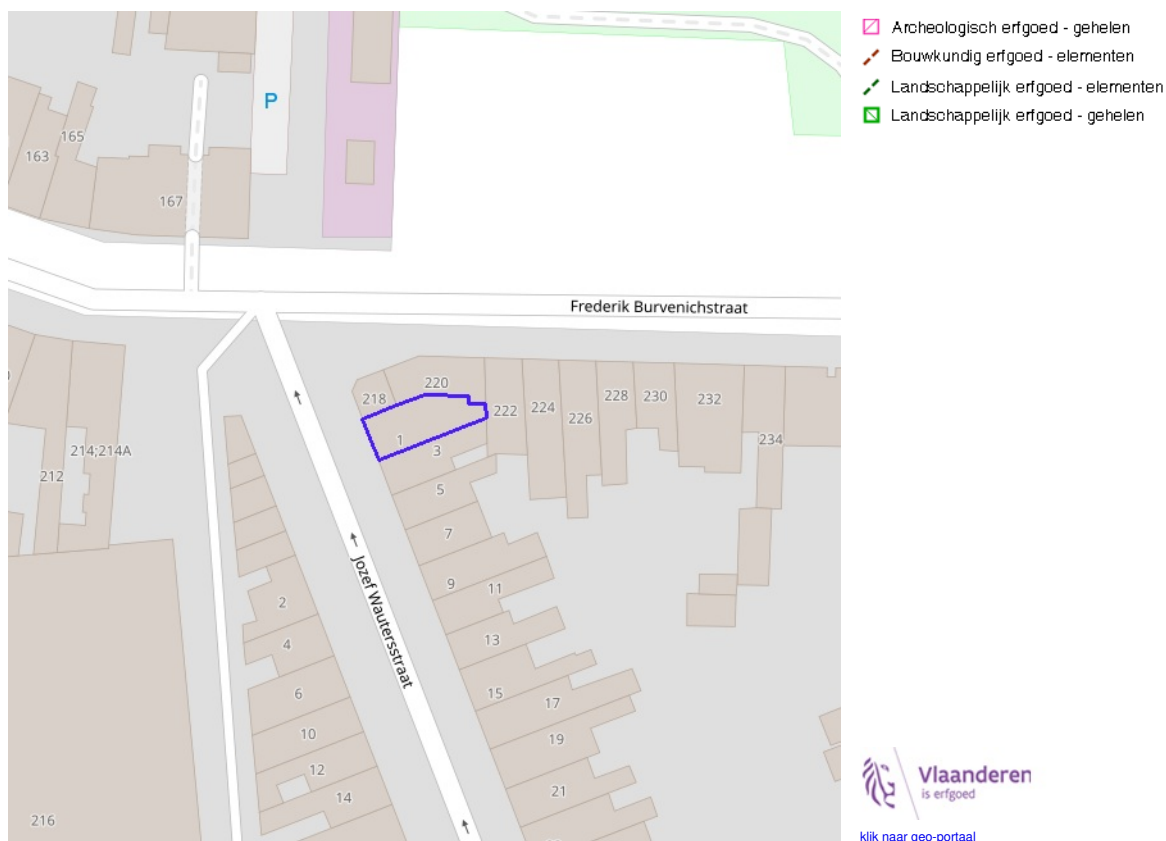 Archeologisch erfgoed - gehelen
Bouwkundig erfgoed - elementen
Landschappelijk erfgoed - elementen
Landschappelijk erfgoed - gehelen
P
165
163
167
Frederik Burvenichstraat
220
218
222
224
226
228
230
232
234
214;214A
212
1
3
5
7
9
11
13
15
17
19
21
Jozef Wautersstraat
2
4
6
10
12
14
216
Vlaanderen
is erfgoed
klik naar geo-portaal